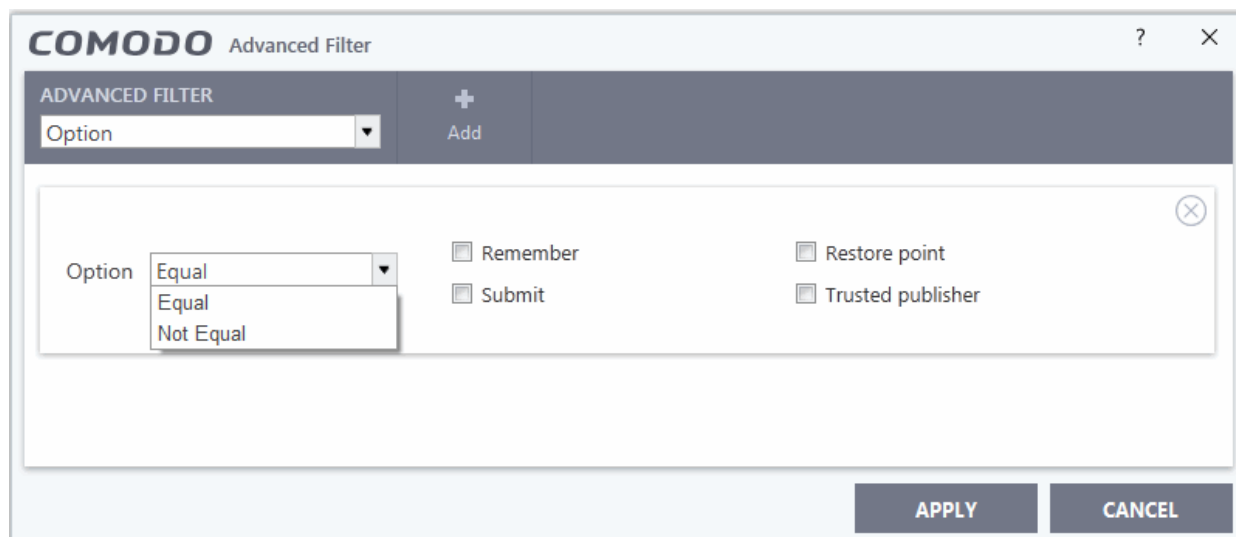 COMODO Advanced Filter ?
ADVANCED FILTER
Option
Add
Option Equal
Equal
Not Equal
Remember
Restore point
Submit
Trusted publisher
APPLY CANCEL